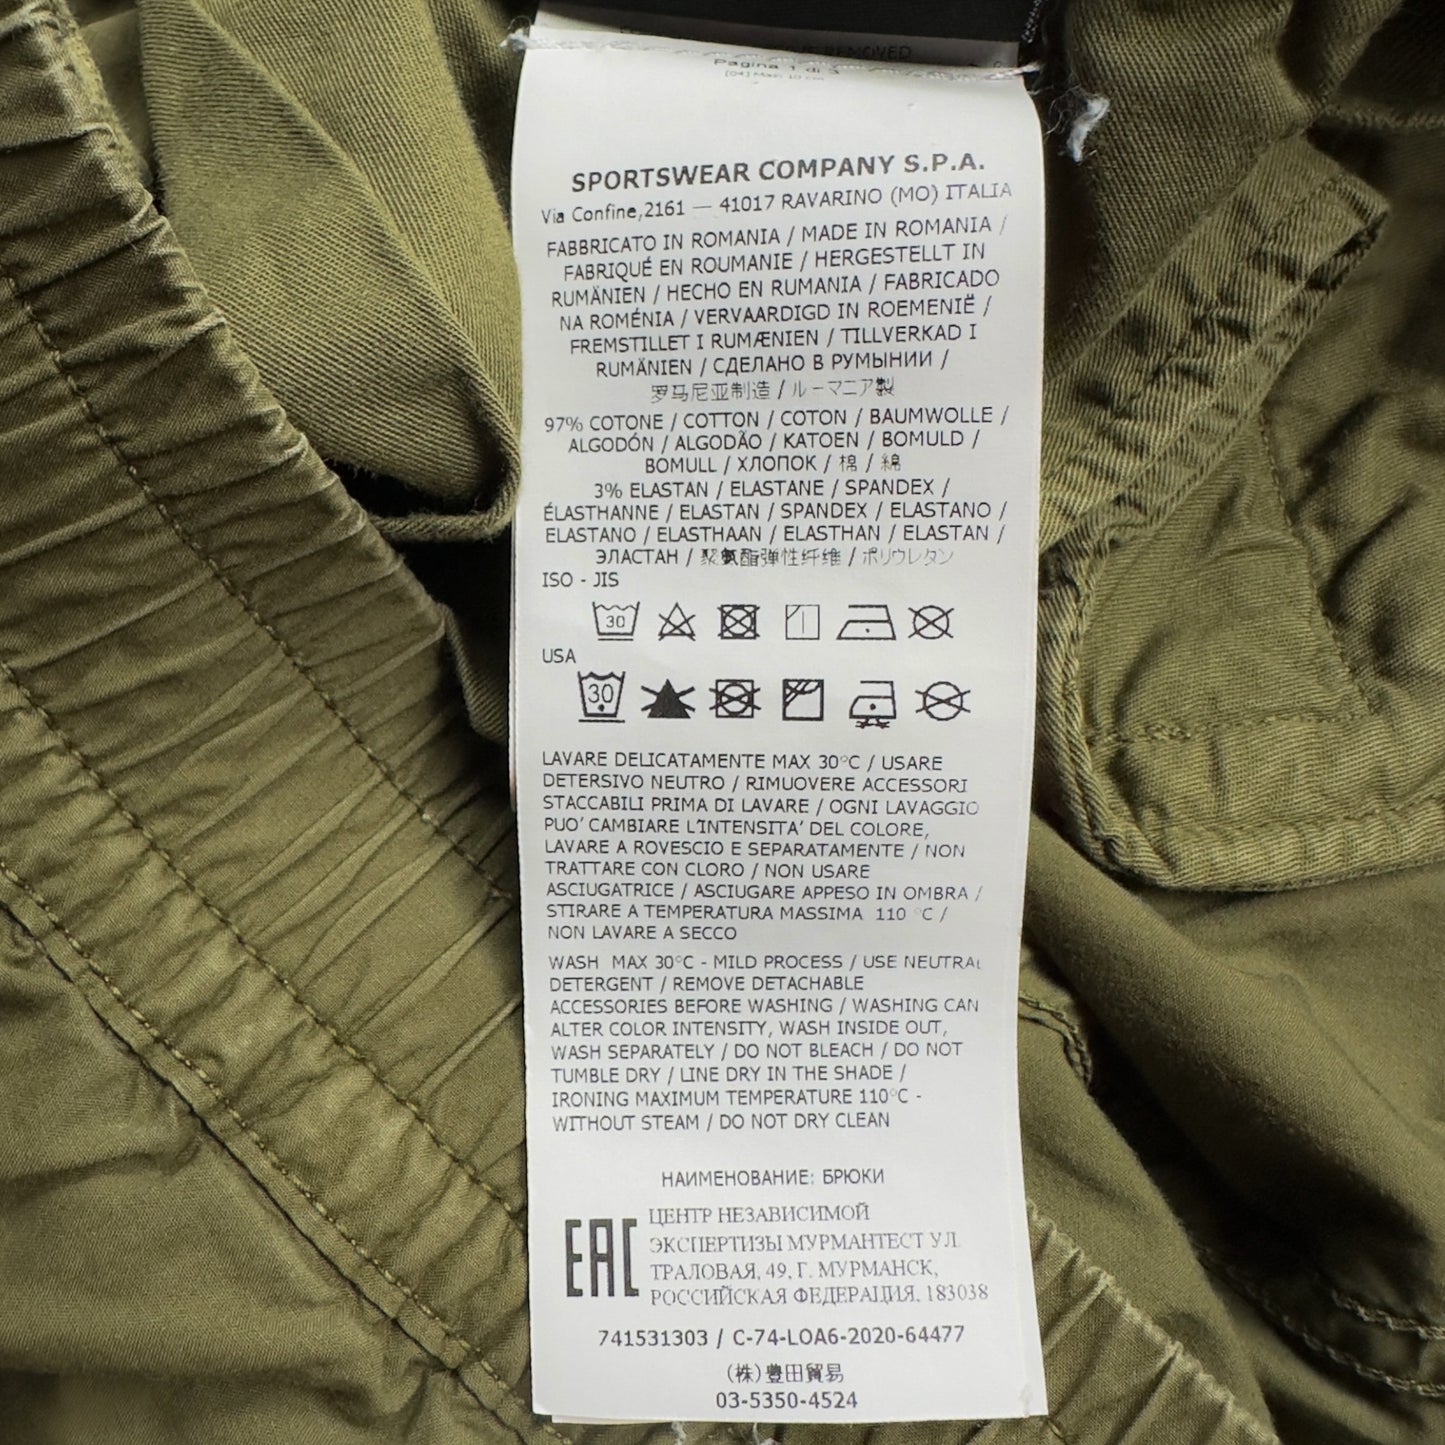 REMOVED
Pagina 1 di 3
SPORTSWEAR COMPANY S.P.A.
Via Confine,2161 — 41017 RAVARINO (MO) ITALIA
FABBRICATO IN ROMANIA / MADE IN ROMANIA /
FABRIQUÉ EN ROUMANIE / HERGESTELLT IN
RUMÄNIEN / HECHO EN RUMANIA / FABRICADO
NA ROMÉNIA / VERVAARDIGD IN ROEMENIË /
FREMSTILLET I RUMÆNIEN / TILLVERKAD I
RUMÄNIEN / СДЕЛАНО В РУМЫНИИ /
罗马尼亚制造 / ルーマニア製
97% COTONE / COTTON / COTON / BAUMWOLLE /
ALGODÓN / ALGODÃO / KATOEN / BOMULD /
BOMULL / ХЛОПОК / 棉 / 綿
3% ELASTAN / ELASTANE / SPANDEX /
ÉLASTHANNE / ELASTAN / SPANDEX / ELASTANO /
ELASTANO / ELASTHAAN / ELASTHAN / ELASTAN /
ЭЛАСТАН / 聚氨酯弹性纤维 / ポリウレタン
ISO - JIS
30
USA
30
LAVARE DELICATAMENTE MAX 30°C / USARE
DETERSIVO NEUTRO / RIMUOVERE ACCESSORI
STACCABILI PRIMA DI LAVARE / OGNI LAVAGGIO
PUO' CAMBIARE L'INTENSITA' DEL COLORE,
LAVARE A ROVESCIO E SEPARATAMENTE / NON
TRATTARE CON CLORO / NON USARE
ASCIUGATRICE / ASCIUGARE APPESO IN OMBRA /
STIRARE A TEMPERATURA MASSIMA 110 °C /
NON LAVARE A SECCO
WASH MAX 30°C - MILD PROCESS / USE NEUTRAL
DETERGENT / REMOVE DETACHABLE
ACCESSORIES BEFORE WASHING / WASHING CAN
ALTER COLOR INTENSITY, WASH INSIDE OUT,
WASH SEPARATELY / DO NOT BLEACH / DO NOT
TUMBLE DRY / LINE DRY IN THE SHADE /
IRONING MAXIMUM TEMPERATURE 110°C -
WITHOUT STEAM / DO NOT DRY CLEAN
НАИМЕНОВАНИЕ: БРЮКИ
EAC
ЦЕНТР НЕЗАВИСИМОЙ
ЭКСПЕРТИЗЫ МУРМАНТЕСТ УЛ.
ТРАЛОВАЯ, 49, Г. МУРМАНСК,
РОССИЙСКАЯ ФЕДЕРАЦИЯ, 183038
741531303 / C-74-LOA6-2020-64477
(株)豊田貿易
03-5350-4524